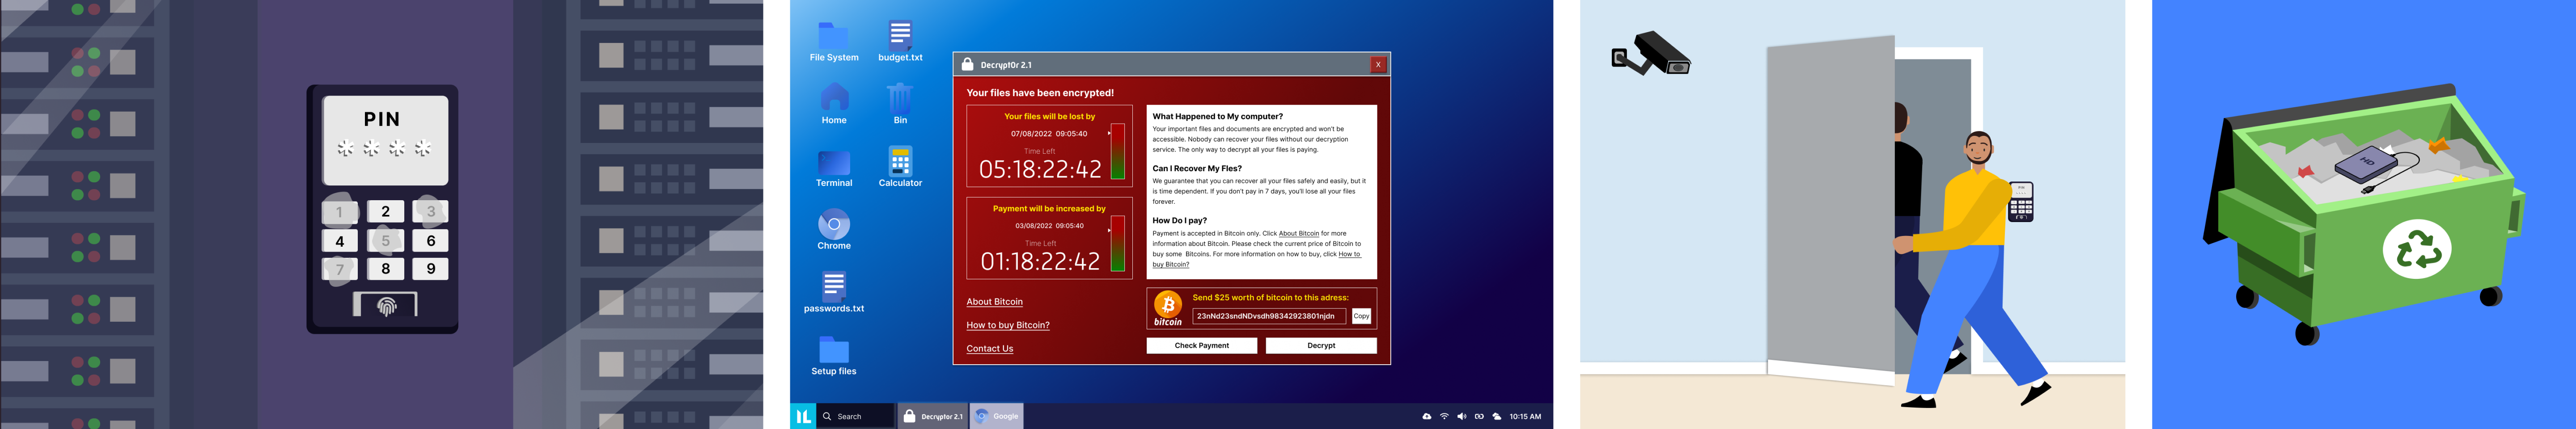 PIN
* * * *
1 2 3
4 5 6
7 8 9
File System
budget.txt
Home
Bin
Terminal
Calculator
Chrome
passwords.txt
Setup files
Decrypt0r 2.1
X
Your files have been encrypted!
Your files will be lost by
07/08/2022 09:05:40
Time Left
05:18:22:42
Payment will be increased by
03/08/2022 09:05:40
Time Left
01:18:22:42
About Bitcoin
How to buy Bitcoin?
Contact Us
What Happened to My computer?
Your important files and documents are encrypted and won't be
accessible. Nobody can recover your files without our decryption
service. The only way to decrypt all your files is paying.
Can I Recover My Fles?
We guarantee that you can recover all your files safely and easily, but it
is time dependent. If you don't pay in 7 days, you'll lose all your files
forever.
How Do I pay?
Payment is accepted in Bitcoin only. Click About Bitcoin for more
information about Bitcoin. Please check the current price of Bitcoin to
buy some Bitcoins. For more information on how to buy, click How to
buy Bitcoin?
bitcoin
Send $25 worth of bitcoin to this adress:
23nNd23sndNDvsdh98342923801njdn
Copy
Check Payment
Decrypt
Search
Decryptor 2.1
Google
10:15 AM
HD